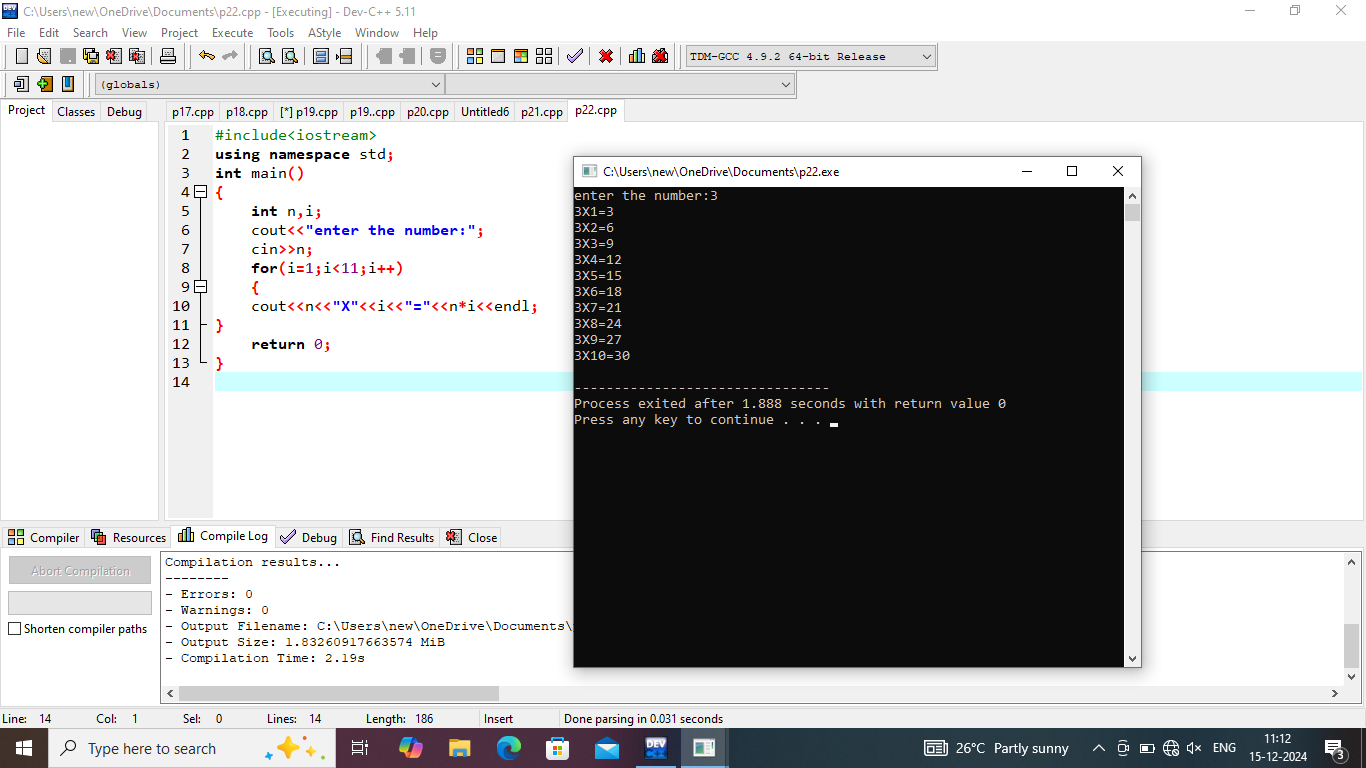 C:\Users\new\OneDrive\Documents\p22.cpp - [Executing] - Dev-C++ 5.11
File Edit Search View Project Execute Tools AStyle Window Help
TDM-GCC 4.9.2 64-bit Release
(globals)
Project Classes Debug
p17.cpp p18.cpp [*] p19.cpp p19..cpp p20.cpp Untitled6 p21.cpp p22.cpp
1 #include<iostream>
2 using namespace std;
3 int main()
4 {
5 int n,i;
6 cout<<"enter the number:";
7 cin>>n;
8 for(i=1;i<11;i++)
9 {
10 cout<<n<<"X"<<i<<"="<<n*i<<endl;
11 }
12 return 0;
13 }
14
C:\Users\new\OneDrive\Documents\p22.exe
enter the number:3
3X1=3
3X2=6
3X3=9
3X4=12
3X5=15
3X6=18
3X7=21
3X8=24
3X9=27
3X10=30
--------------------------------
Process exited after 1.888 seconds with return value 0
Press any key to continue . . .
Compiler Resources Compile Log Debug Find Results Close
Abort Compilation
Shorten compiler paths
Compilation results...
--------
- Errors: 0
- Warnings: 0
- Output Filename: C:\Users\new\OneDrive\Documents\
- Output Size: 1.83260917663574 MiB
- Compilation Time: 2.19s
Line: 14 Col: 1 Sel: 0 Lines: 14 Length: 186 Insert Done parsing in 0.031 seconds
Type here to search
DEV
26°C Partly sunny
ENG
11:12
15-12-2024
3